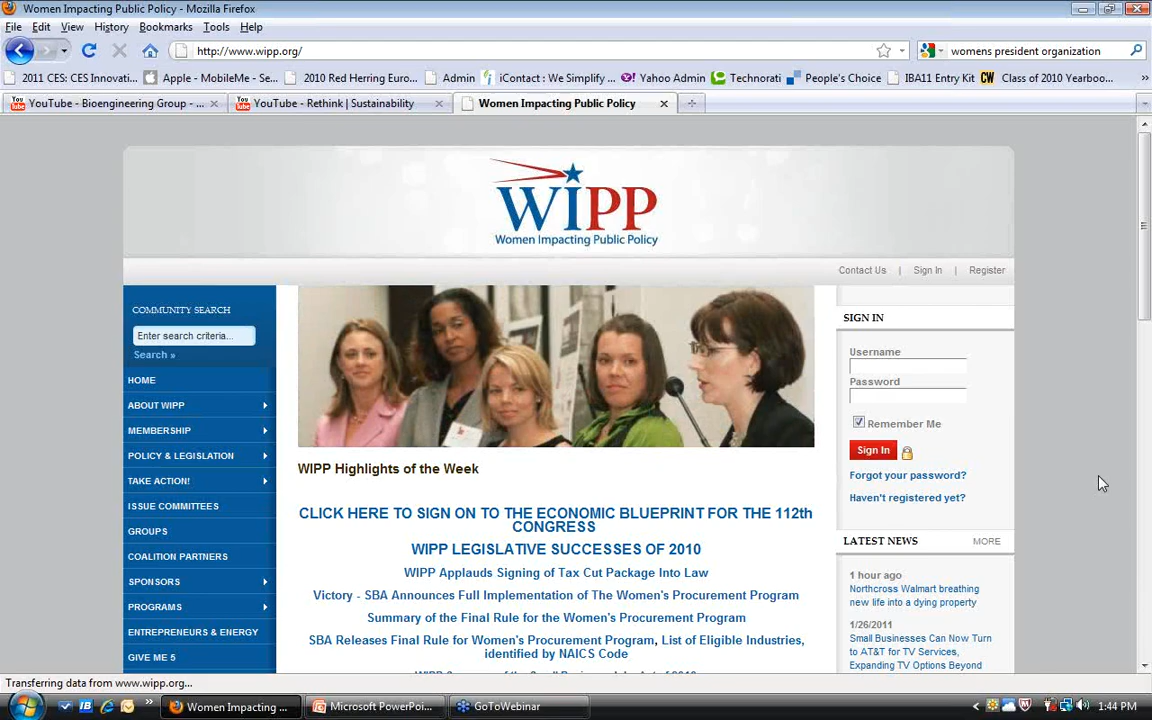 Women Impacting Public Policy - Mozilla Firefox
File Edit View History Bookmarks Tools Help
http://www.wipp.org/
womens president organization
2011 CES: CES Innovati...
Apple - MobileMe - Se...
2010 Red Herring Euro...
Admin
iContact : We Simplify ...
Yahoo Admin
Technorati
People's Choice
IBA11 Entry Kit
CW Class of 2010 Yearboo...
YouTube - Bioengineering Group - ...
YouTube - Rethink | Sustainability
Women Impacting Public Policy
WIPP
Women Impacting Public Policy
Contact Us | Sign In | Register
COMMUNITY SEARCH
Enter search criteria...
Search »
HOME
ABOUT WIPP
MEMBERSHIP
POLICY & LEGISLATION
TAKE ACTION!
ISSUE COMMITTEES
GROUPS
COALITION PARTNERS
SPONSORS
PROGRAMS
ENTREPRENEURS & ENERGY
GIVE ME 5
WIPP Highlights of the Week
CLICK HERE TO SIGN ON TO THE ECONOMIC BLUEPRINT FOR THE 112th
CONGRESS
WIPP LEGISLATIVE SUCCESSES OF 2010
WIPP Applauds Signing of Tax Cut Package Into Law
Victory - SBA Announces Full Implementation of The Women's Procurement Program
Summary of the Final Rule for the Women's Procurement Program
SBA Releases Final Rule for Women's Procurement Program, List of Eligible Industries,
identified by NAICS Code
SIGN IN
Username
Password
Remember Me
Sign In
Forgot your password?
Haven't registered yet?
LATEST NEWS MORE
1 hour ago
Northcross Walmart breathing
new life into a dying property
1/26/2011
Small Businesses Can Now Turn
to AT&T for TV Services,
Expanding TV Options Beyond
Transferring data from www.wipp.org...
Women Impacting ...
Microsoft PowerPoi...
GoToWebinar
1:44 PM